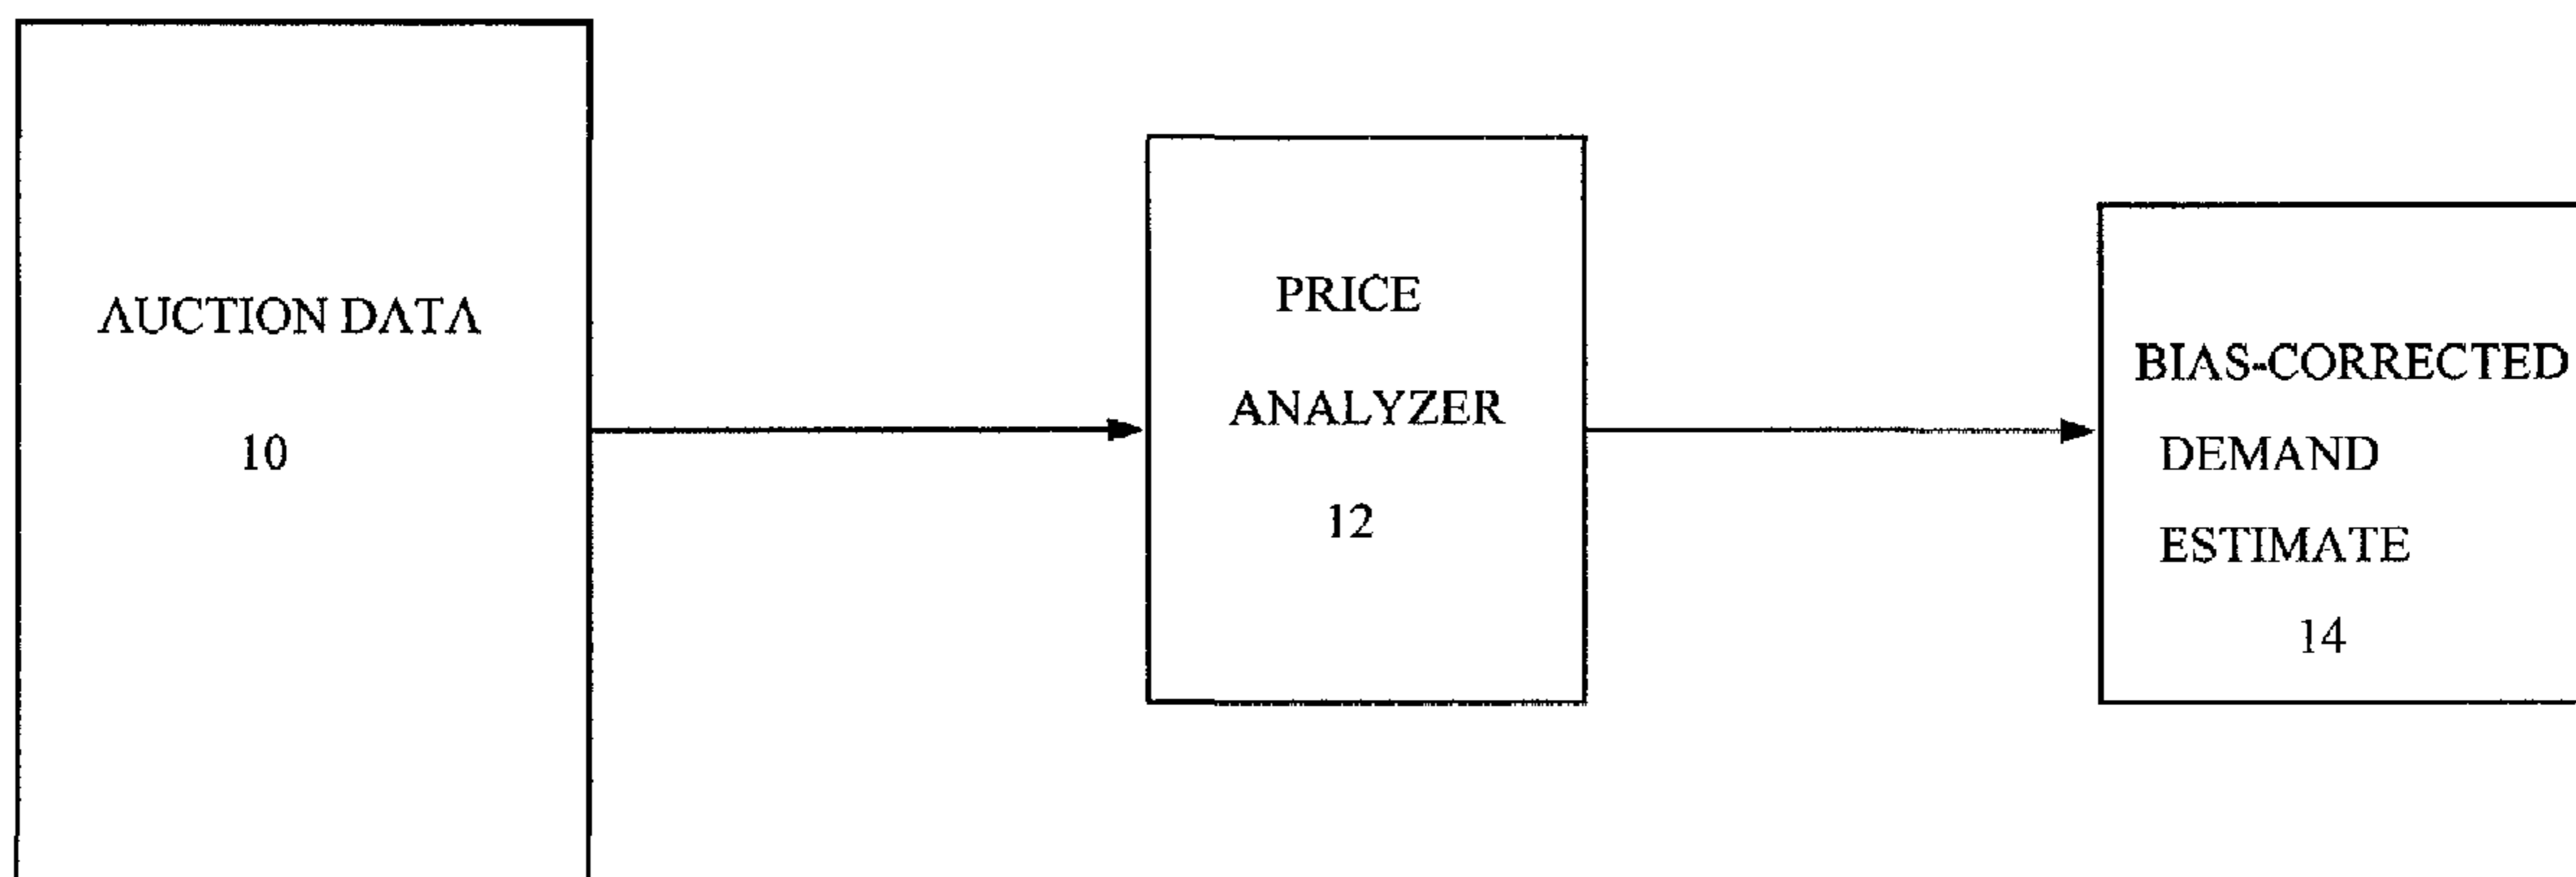 AUCTION DATA
10
PRICE
ANALYZER
12
BIAS-CORRECTED
DEMAND
ESTIMATE
14